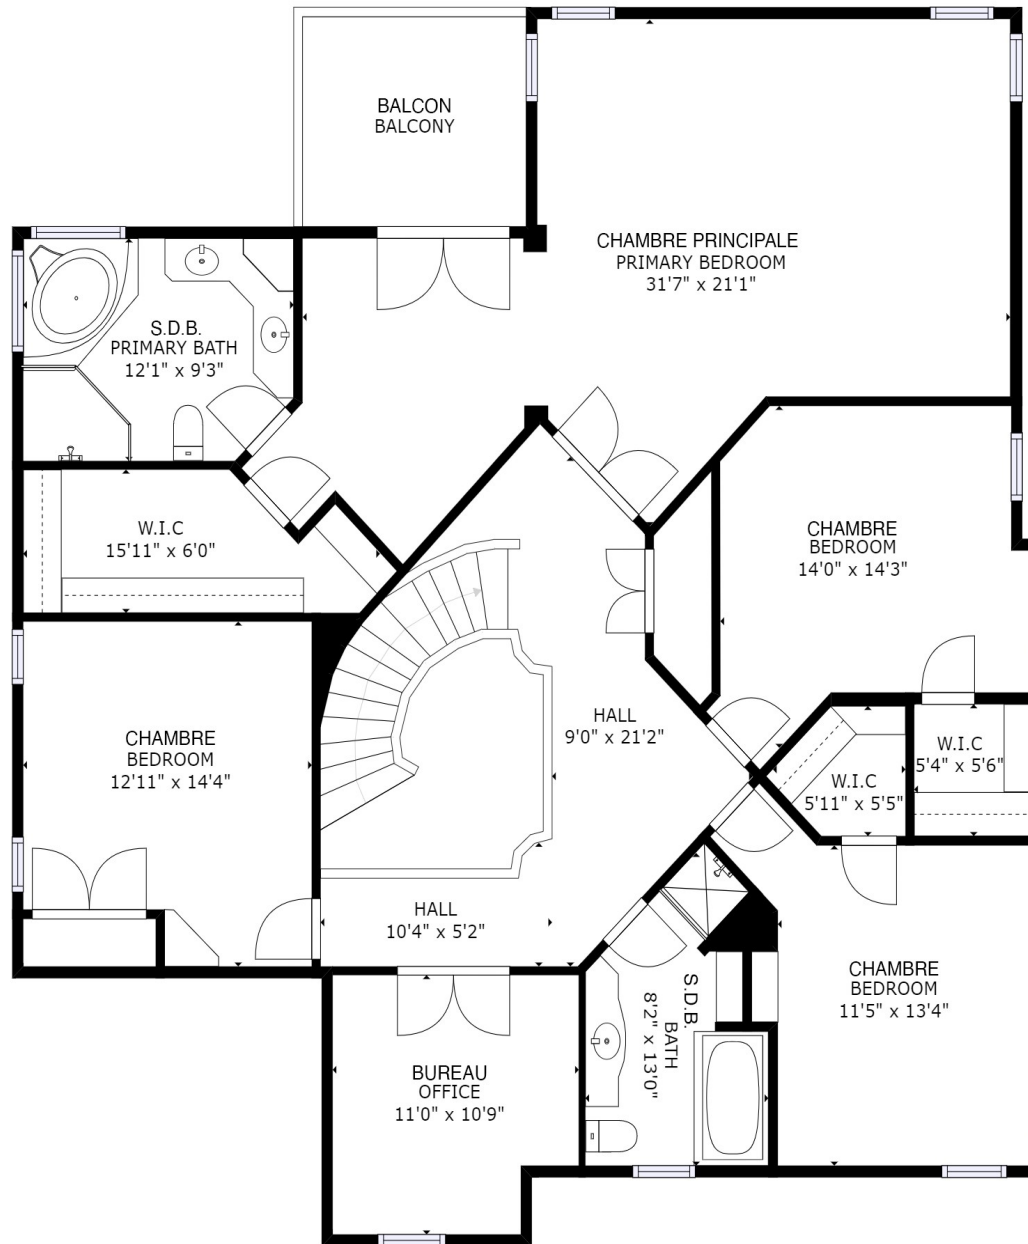 BALCON
BALCONY
CHAMBRE PRINCIPALE
PRIMARY BEDROOM
31'7" x 21'1"
S.D.B.
PRIMARY BATH
12'1" x 9'3"
W.I.C
15'11" x 6'0"
CHAMBRE
BEDROOM
14'0" x 14'3"
HALL
9'0" x 21'2"
CHAMBRE
BEDROOM
12'11" x 14'4"
W.I.C
5'4" x 5'6"
W.I.C
5'11" x 5'5"
HALL
10'4" x 5'2"
CHAMBRE
BEDROOM
11'5" x 13'4"
S.D.B.
BATH
8'2" x 13'0"
BUREAU
OFFICE
11'0" x 10'9"